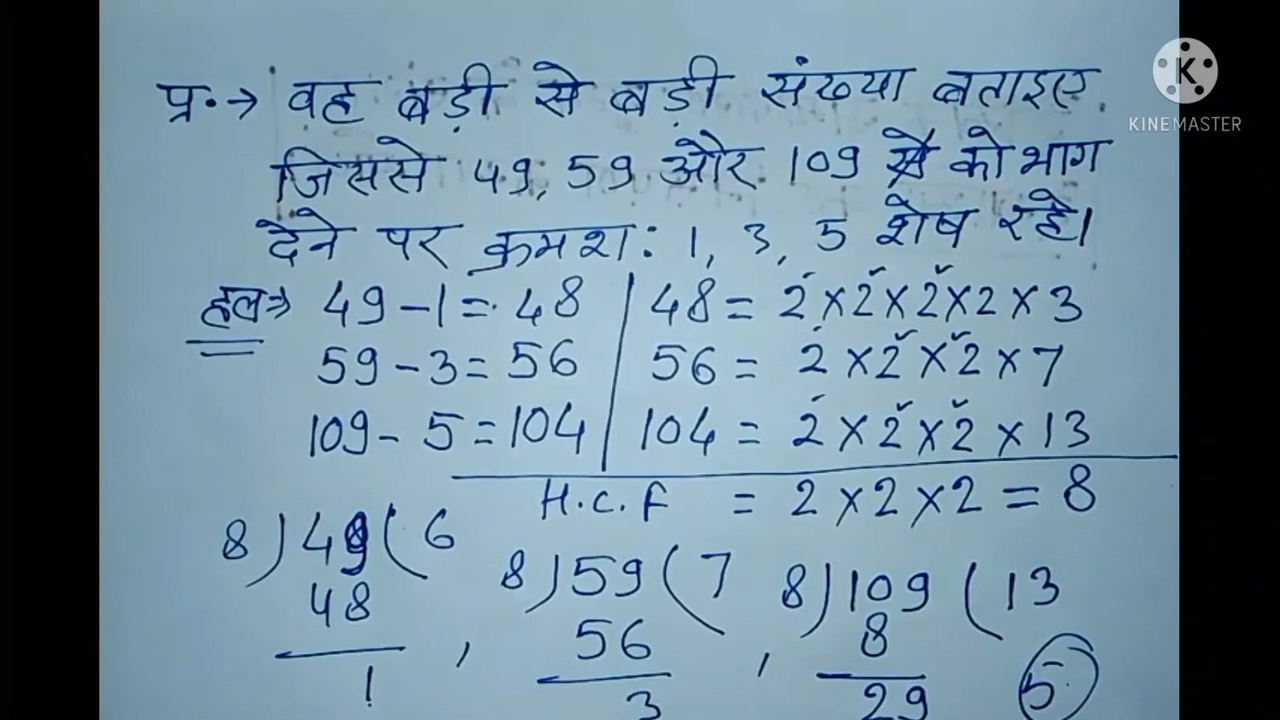 प्र.→ वह बड़ी से बड़ी संख्या बताइए
जिससे 49, 59 और 109 को भाग
देने पर क्रमश: 1, 3, 5 शेष रहे।
हल⇒ 49-1= 48 | 48= 2×2×2×2×3
59-3= 56 | 56= 2×2×2×7
109-5=104 | 104= 2×2×2×13
H.C.F = 2×2×2=8
8)49(6
48
1
,
8)59(7
56
3
,
8)109(13
8
29
5
KINEMASTER